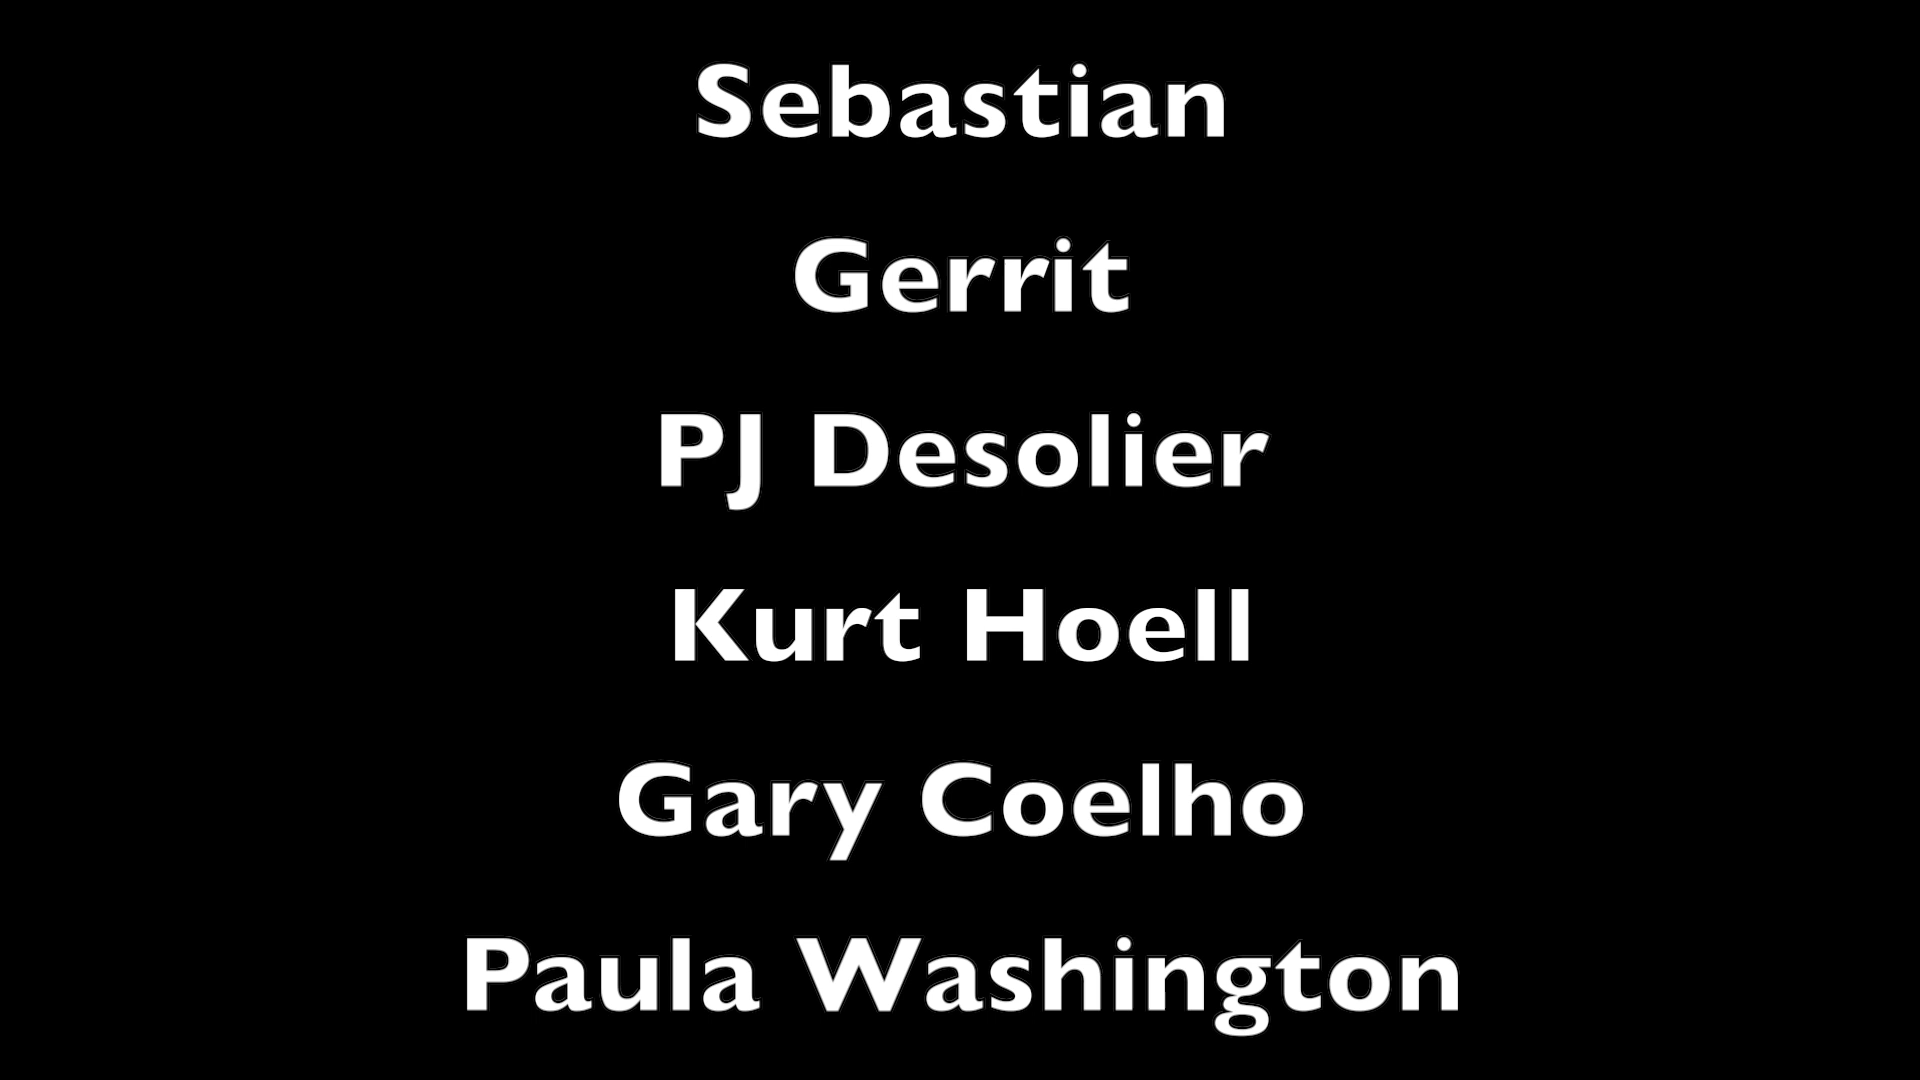 Sebastian
Gerrit
PJ Desolier
Kurt Hoell
Gary Coelho
Paula Washington